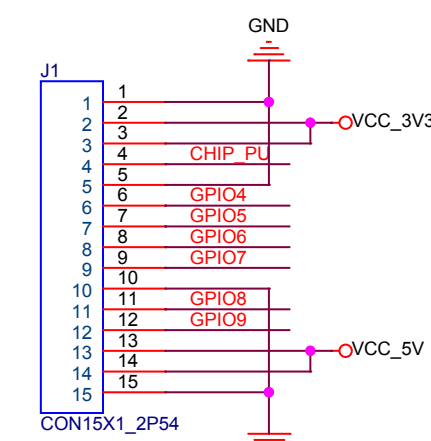 GND
J1
1 1
2 2 VCC_3V3
3 3
4 4 CHIP_PU
5 5
6 6 GPIO4
7 7 GPIO5
8 8 GPIO6
9 9 GPIO7
10 10
11 11 GPIO8
12 12 GPIO9
13 13 VCC_5V
14 14
15 15
CON15X1_2P54